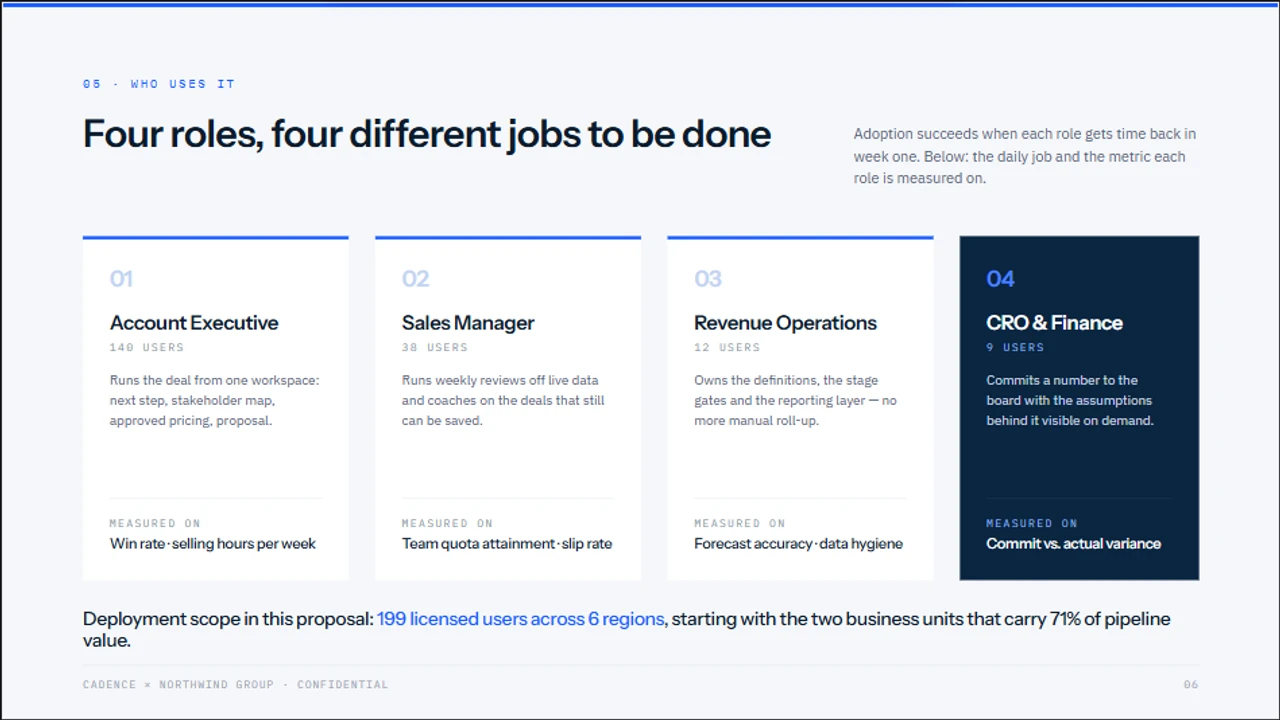 05 · WHO USES IT
Four roles, four different jobs to be done
Adoption succeeds when each role gets time back in
week one. Below: the daily job and the metric each
role is measured on.
01
Account Executive
140 USERS
Runs the deal from one workspace:
next step, stakeholder map,
approved pricing, proposal.
MEASURED ON
Win rate · selling hours per week
02
Sales Manager
38 USERS
Runs weekly reviews off live data
and coaches on the deals that still
can be saved.
MEASURED ON
Team quota attainment · slip rate
03
Revenue Operations
12 USERS
Owns the definitions, the stage
gates and the reporting layer — no
more manual roll-up.
MEASURED ON
Forecast accuracy · data hygiene
04
CRO & Finance
9 USERS
Commits a number to the
board with the assumptions
behind it visible on demand.
MEASURED ON
Commit vs. actual variance
Deployment scope in this proposal: 199 licensed users across 6 regions, starting with the two business units that carry 71% of pipeline
value.
CADENCE × NORTHWIND GROUP · CONFIDENTIAL
06